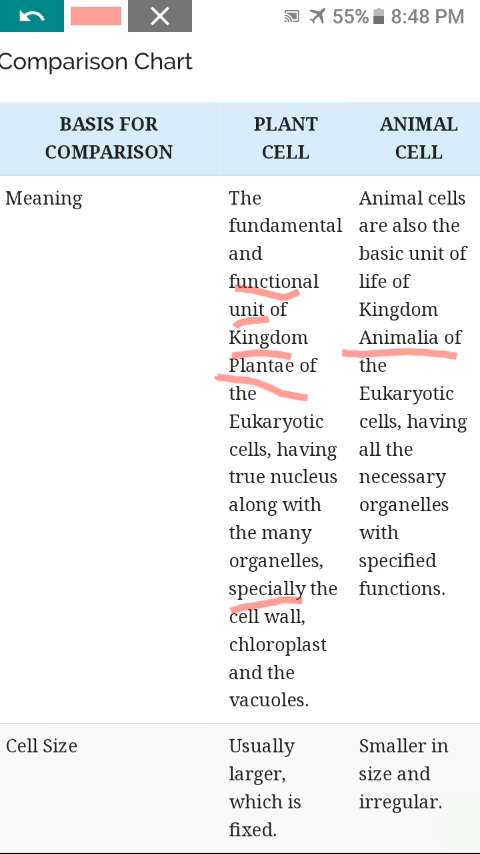 55% 8:48 PM
Comparison Chart
BASIS FOR
COMPARISON
PLANT
CELL
ANIMAL
CELL
Meaning
The
fundamental
and
functional
unit of
Kingdom
Plantae of
the
Eukaryotic
cells, having
true nucleus
along with
the many
organelles,
specially the
cell wall,
chloroplast
and the
vacuoles.
Animal cells
are also the
basic unit of
life of
Kingdom
Animalia of
the
Eukaryotic
cells, having
all the
necessary
organelles
with
specified
functions.
Cell Size
Usually
larger,
which is
fixed.
Smaller in
size and
irregular.